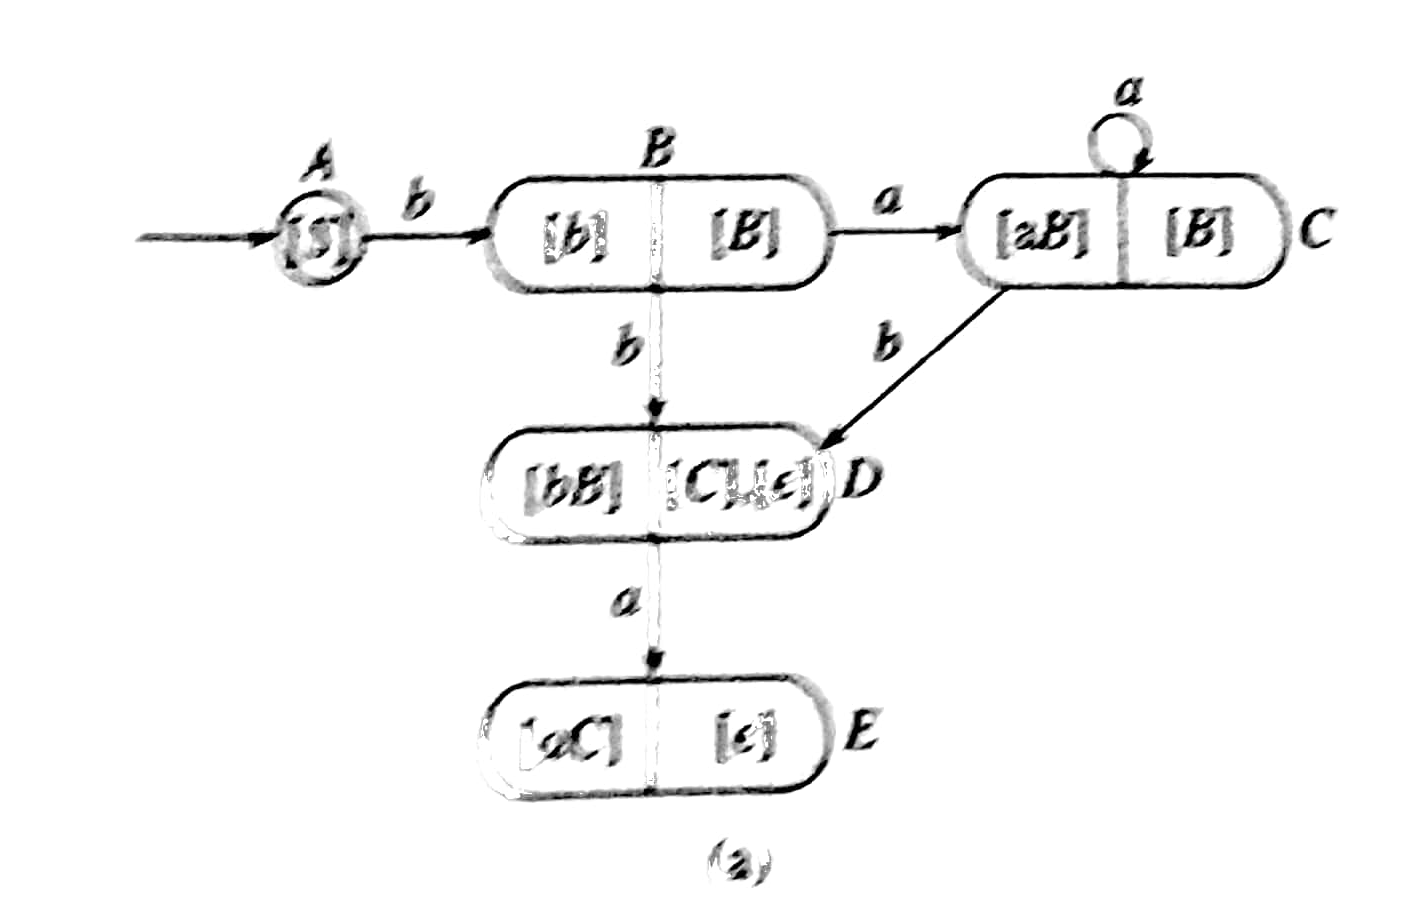 a
A
B
b
a
[S]
[b] [B]
[aB] [B]
C
b
b
[bB] [C],[ε]
D
a
[aC] [ε]
E
(a)